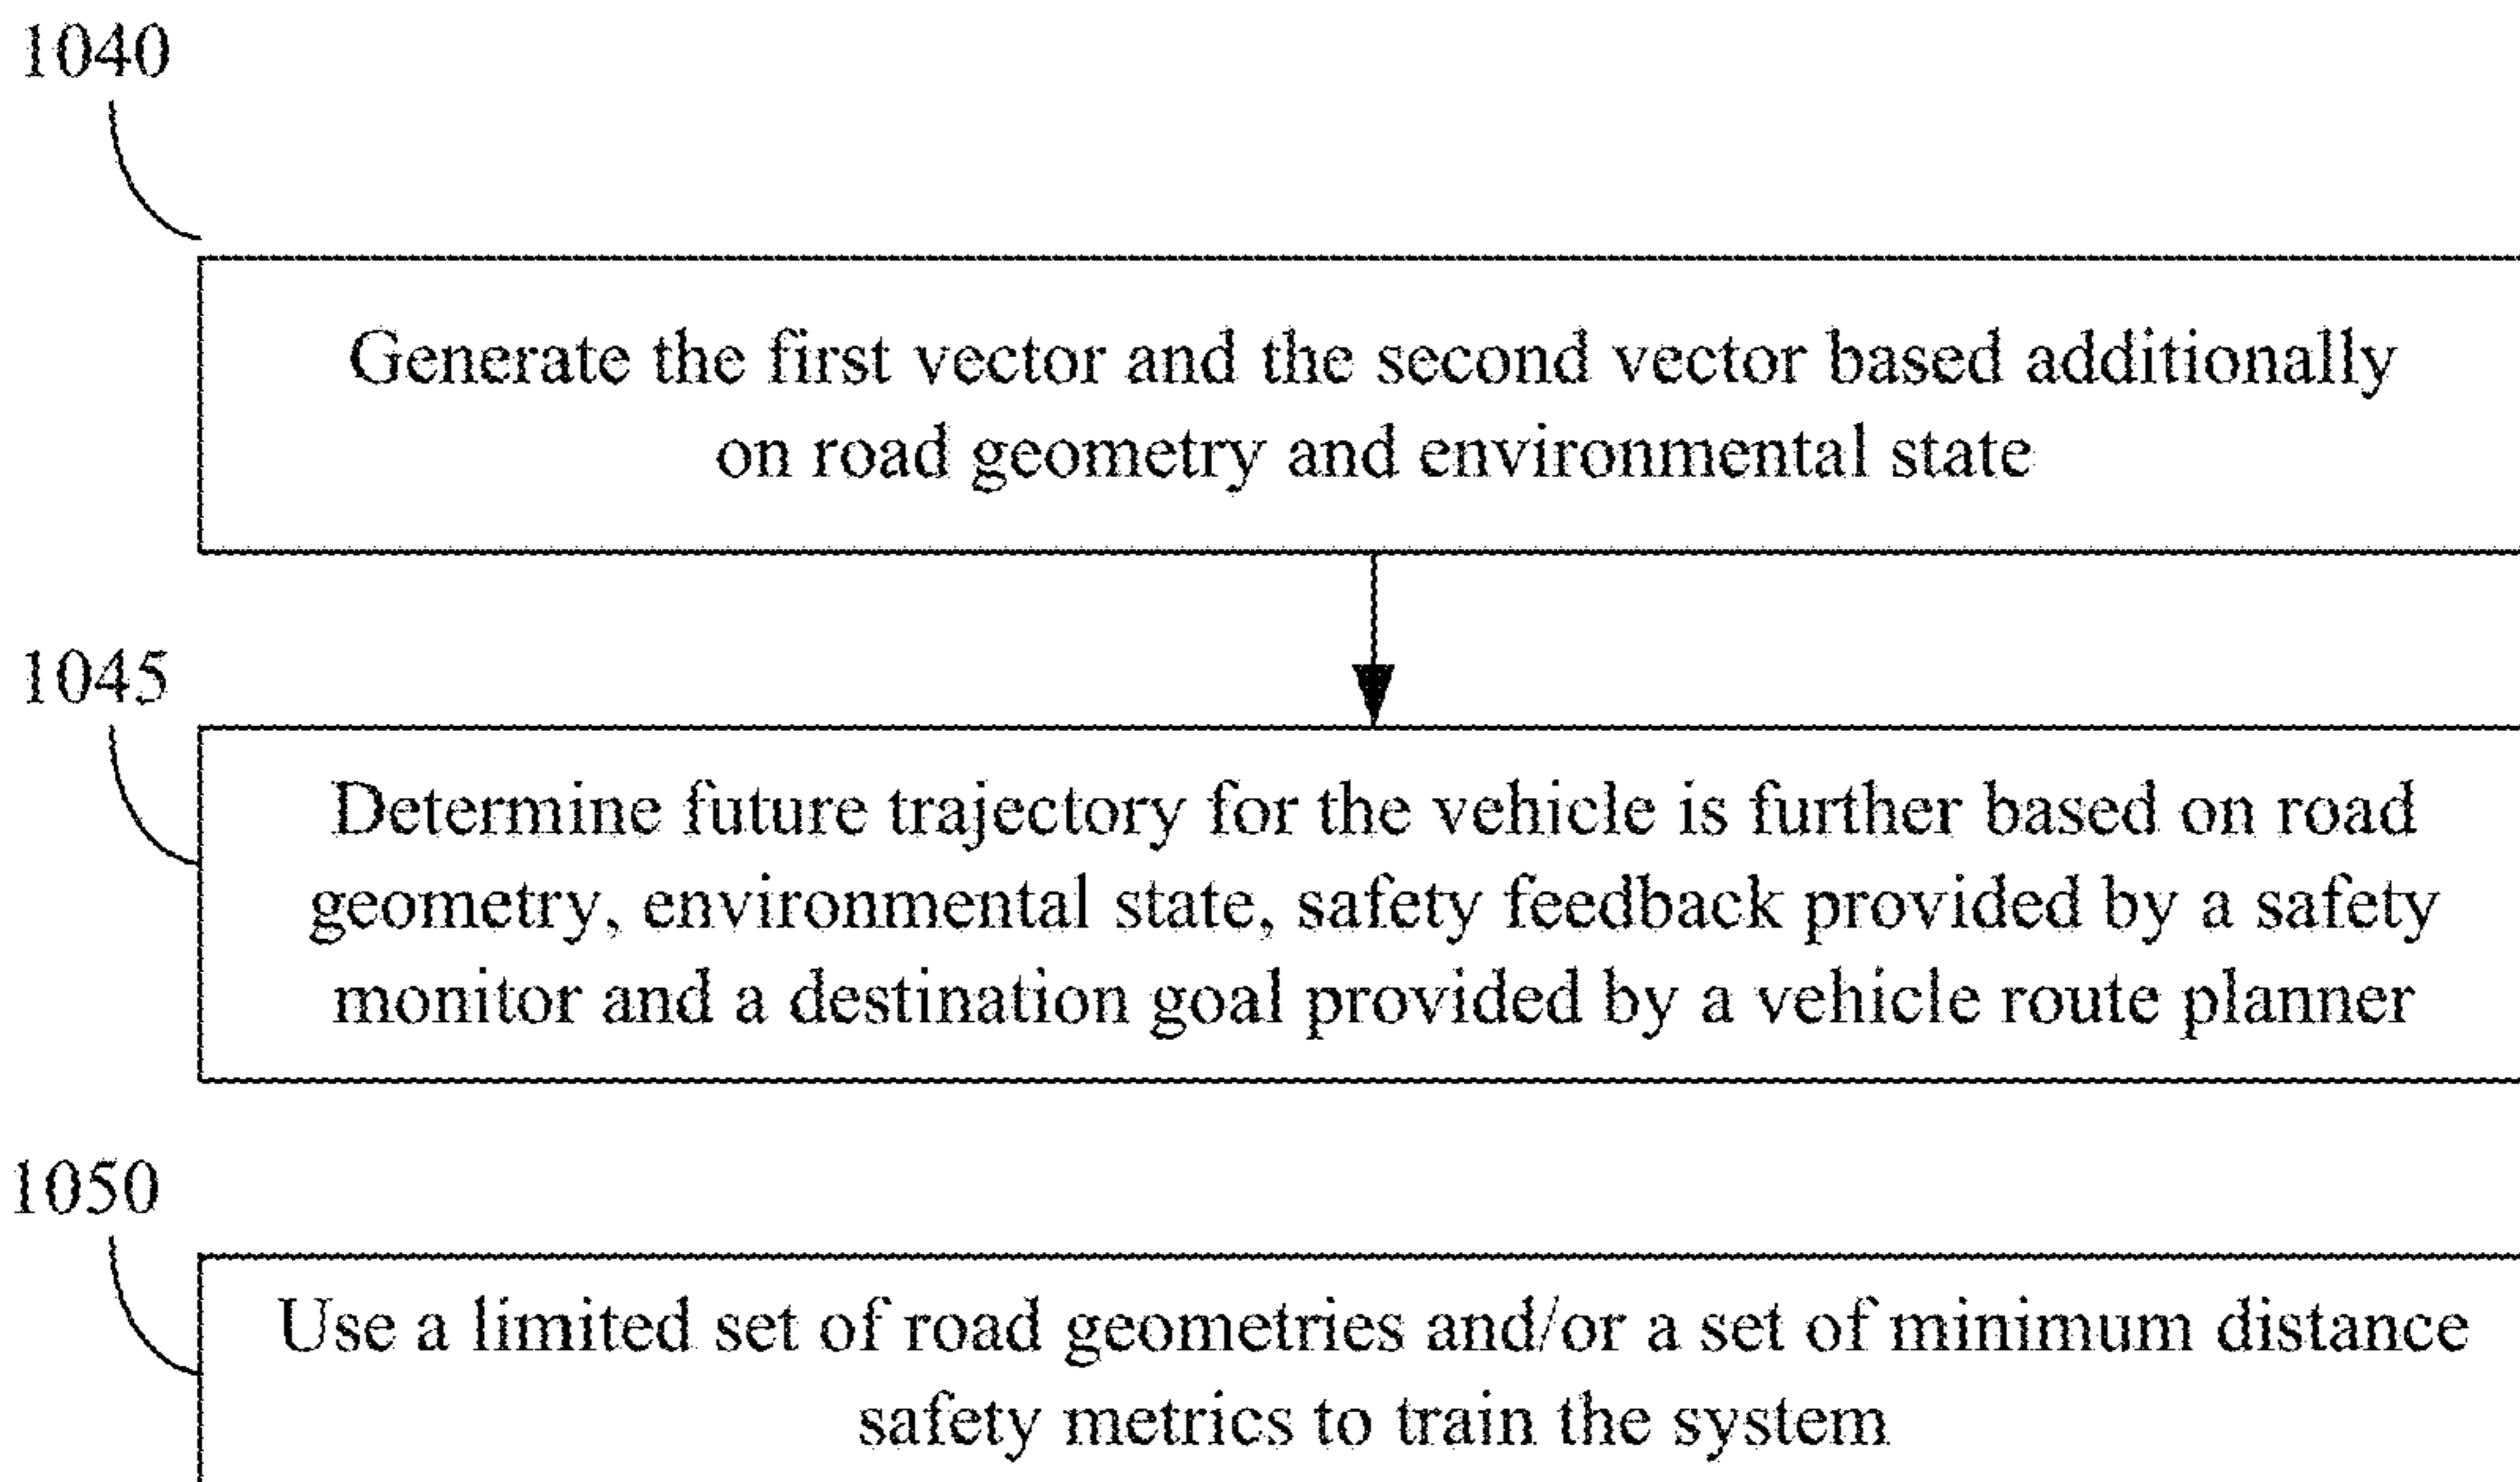 1040
Generate the first vector and the second vector based additionally
on road geometry and environmental state
1045
Determine future trajectory for the vehicle is further based on road
geometry, environmental state, safety feedback provided by a safety
monitor and a destination goal provided by a vehicle route planner
1050
Use a limited set of road geometries and/or a set of minimum distance
safety metrics to train the system